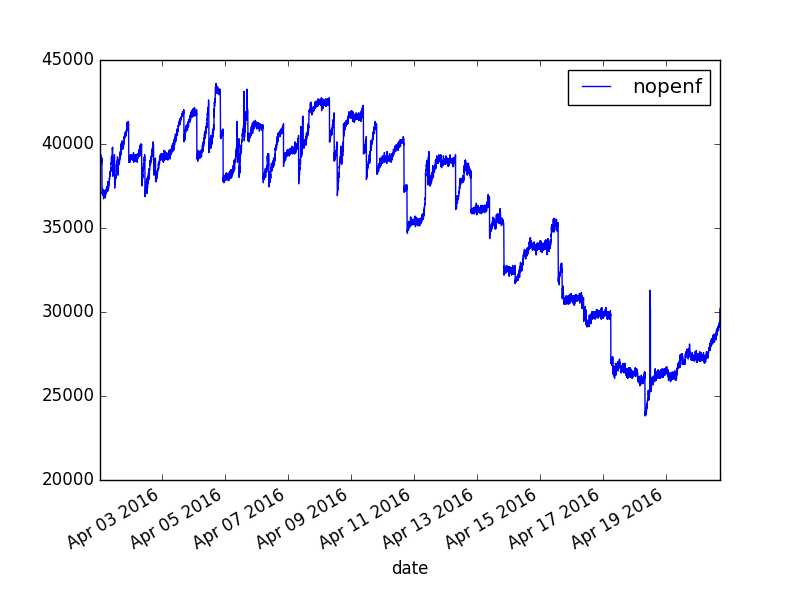 45000
40000
35000
30000
25000
20000
nopenf
Apr 03 2016
Apr 05 2016
Apr 07 2016
Apr 09 2016
Apr 11 2016
Apr 13 2016
Apr 15 2016
Apr 17 2016
Apr 19 2016
date